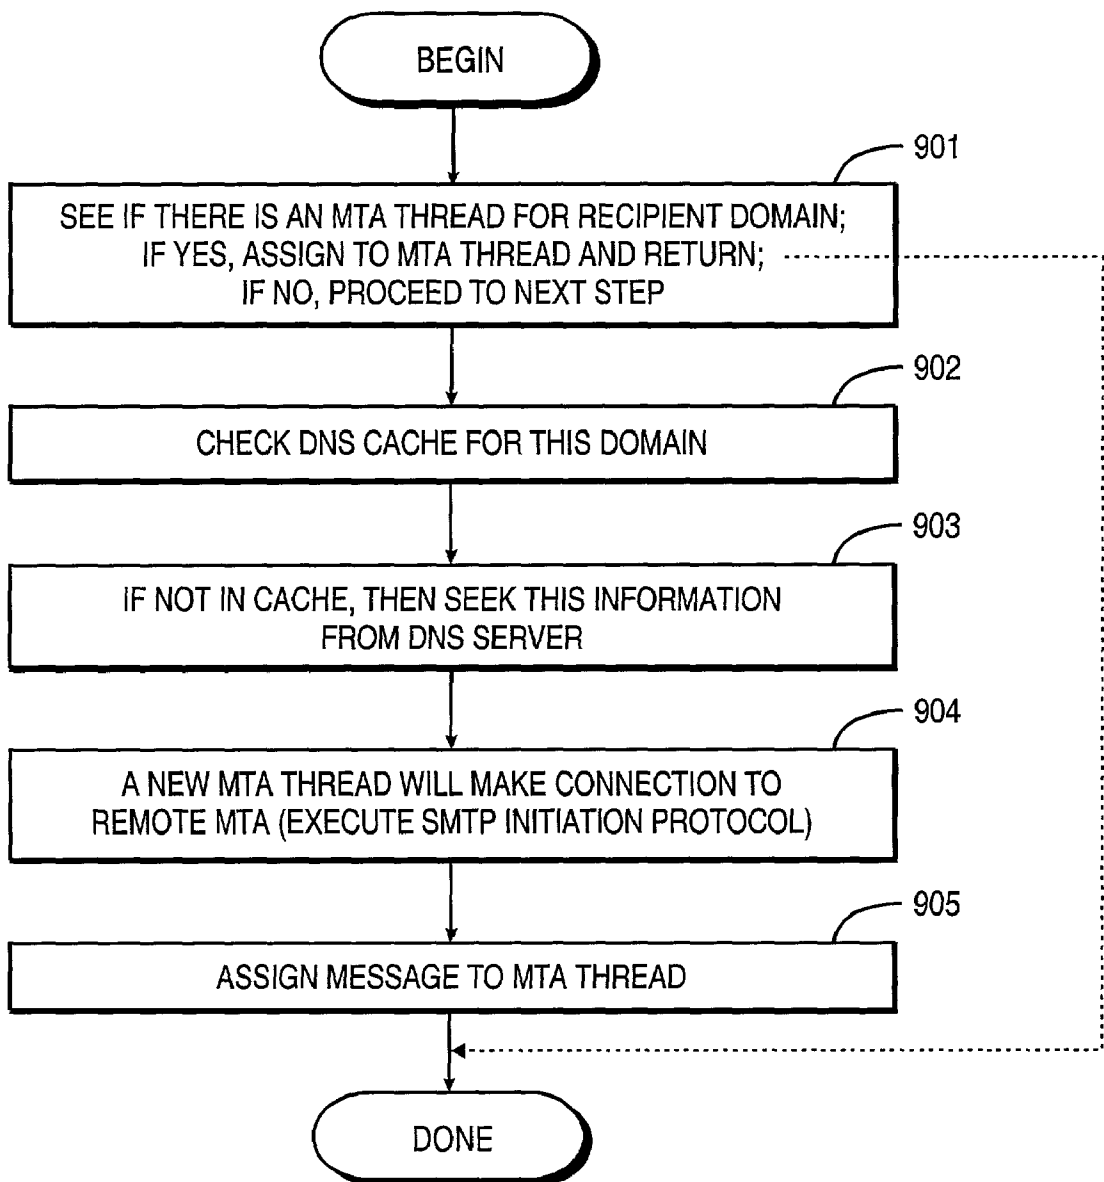 BEGIN
901
SEE IF THERE IS AN MTA THREAD FOR RECIPIENT DOMAIN;
IF YES, ASSIGN TO MTA THREAD AND RETURN;
IF NO, PROCEED TO NEXT STEP
902
CHECK DNS CACHE FOR THIS DOMAIN
903
IF NOT IN CACHE, THEN SEEK THIS INFORMATION
FROM DNS SERVER
904
A NEW MTA THREAD WILL MAKE CONNECTION TO
REMOTE MTA (EXECUTE SMTP INITIATION PROTOCOL)
905
ASSIGN MESSAGE TO MTA THREAD
DONE